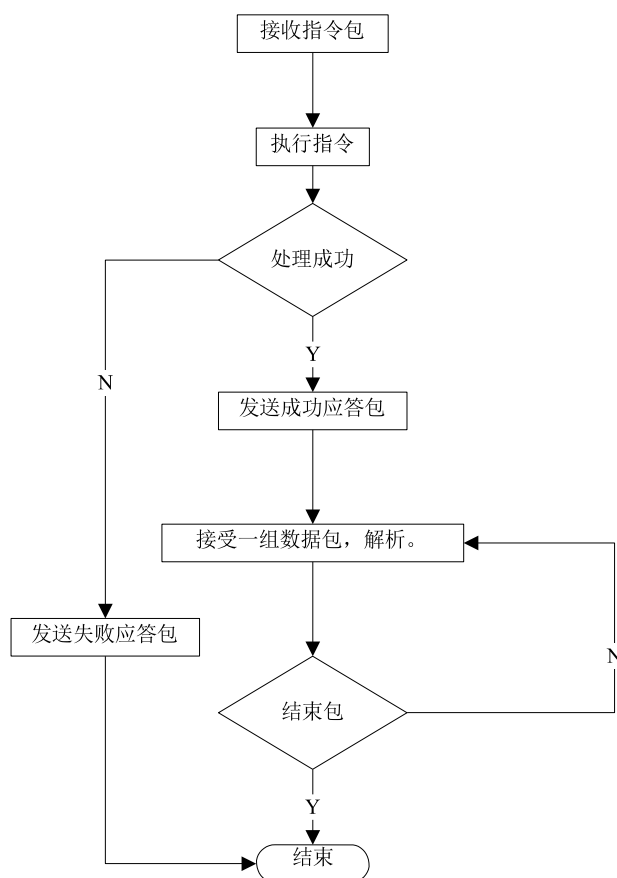 接收指令包
执行指令
处理成功
Y
N
发送成功应答包
接受一组数据包，解析。
发送失败应答包
N
结束包
Y
结束